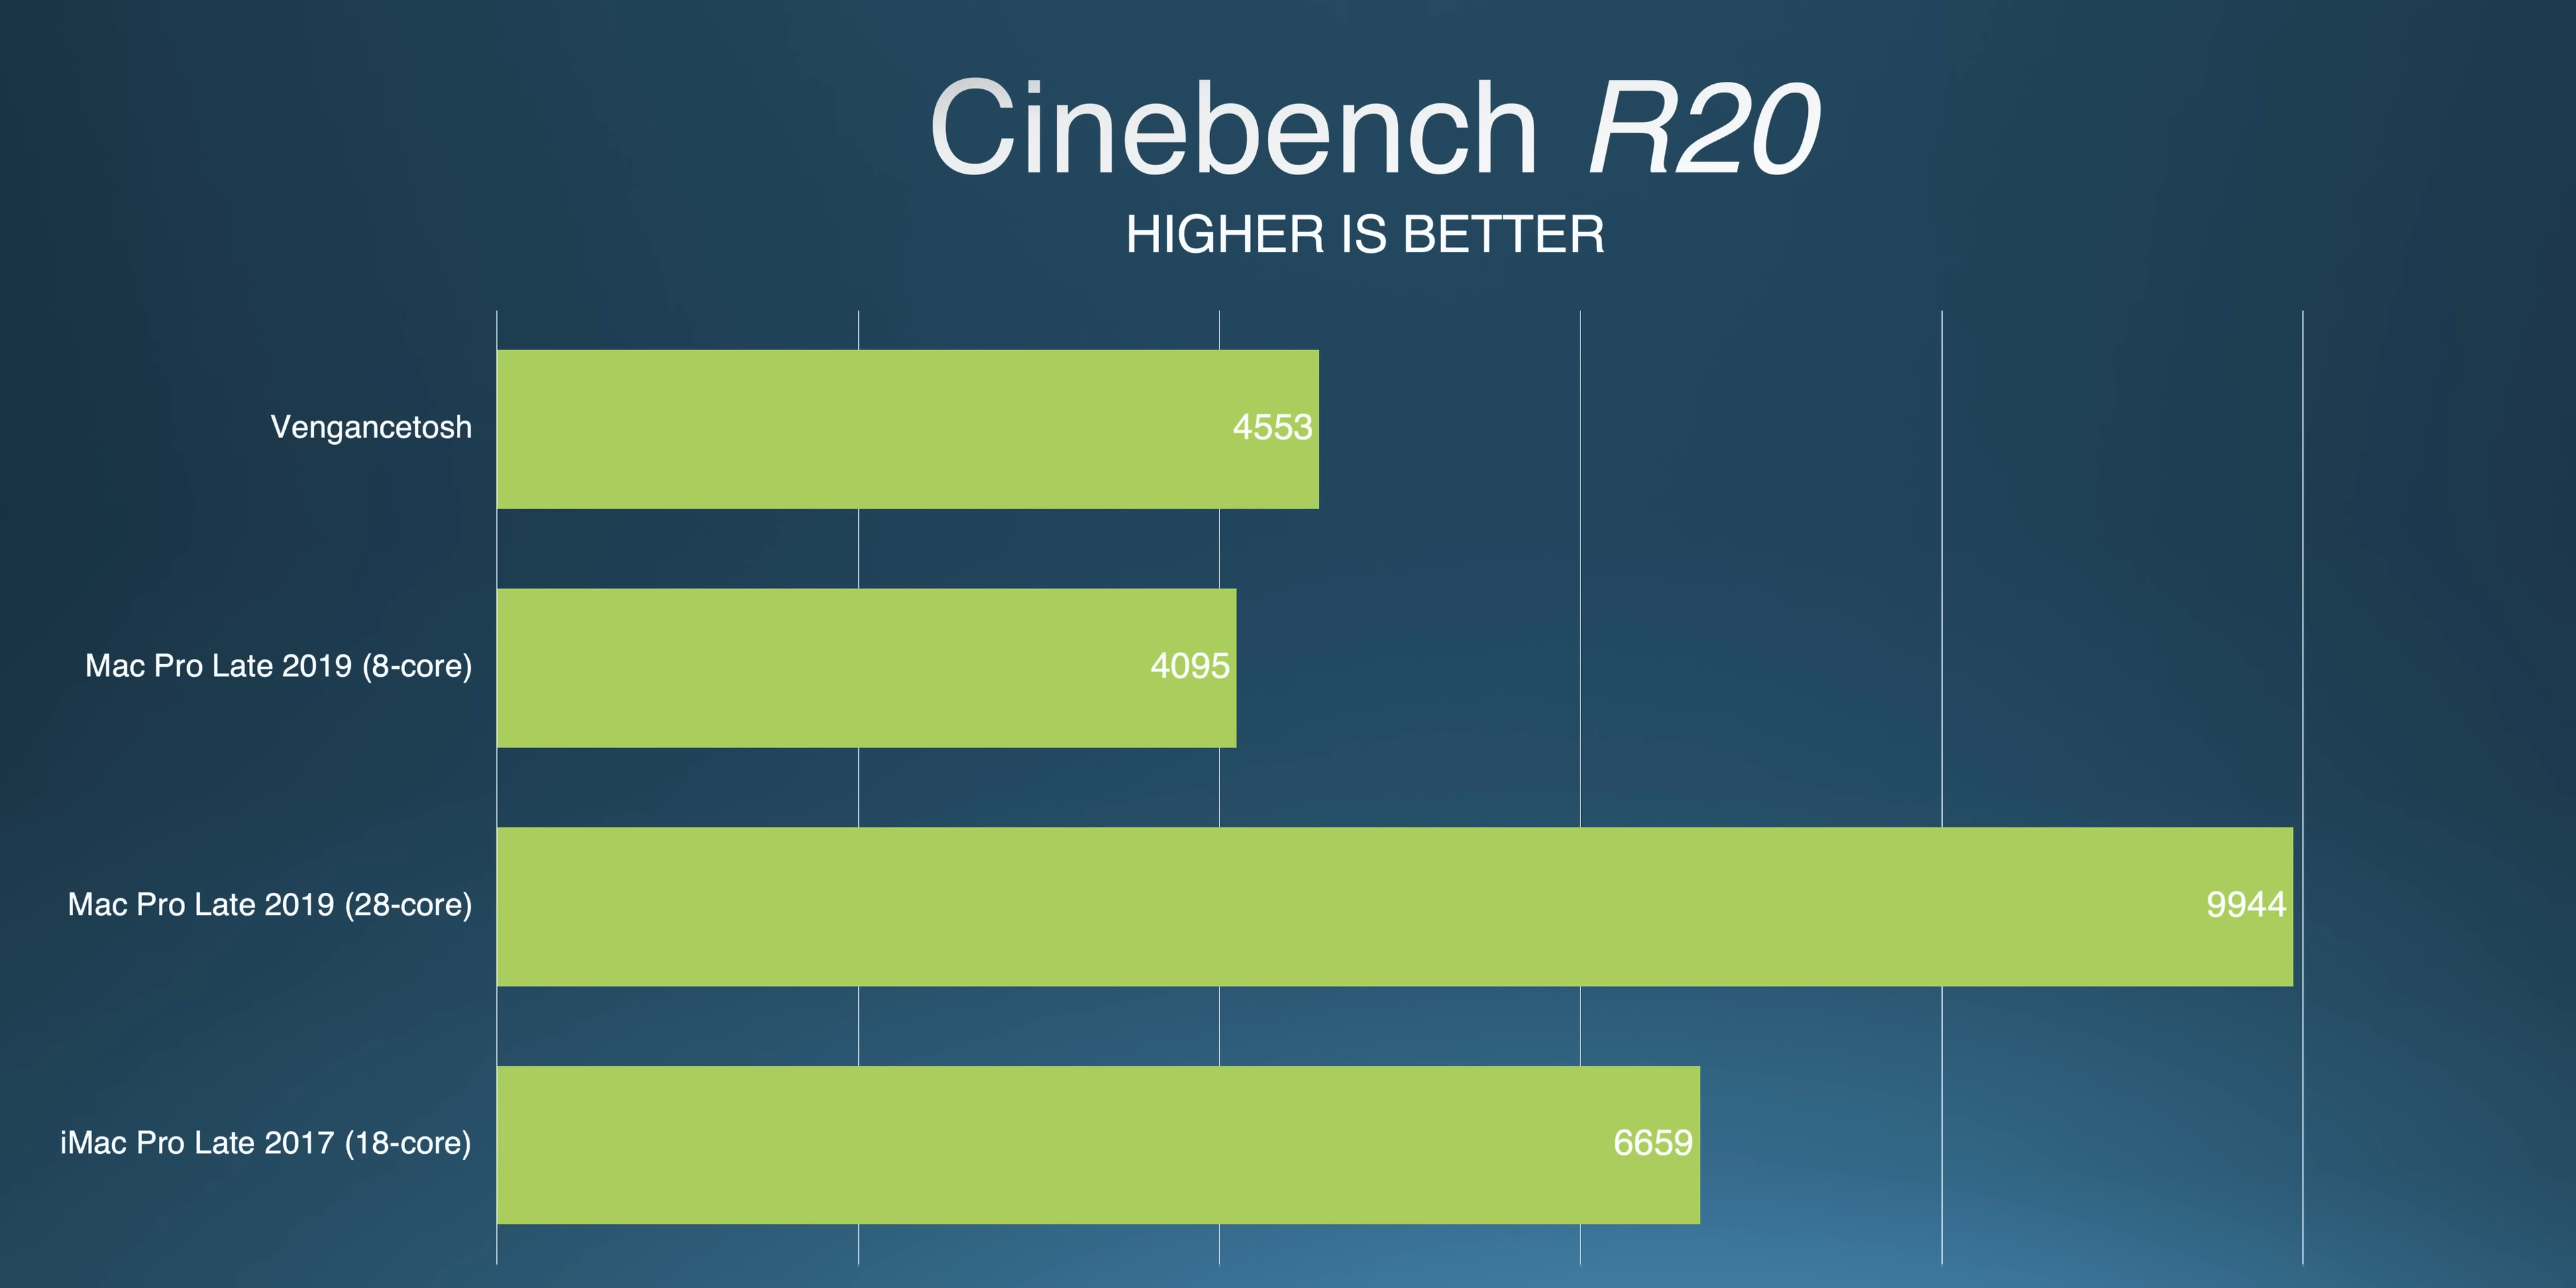 Cinebench R20
HIGHER IS BETTER
Vengancetosh 4553
Mac Pro Late 2019 (8-core) 4095
Mac Pro Late 2019 (28-core) 9944
iMac Pro Late 2017 (18-core) 6659